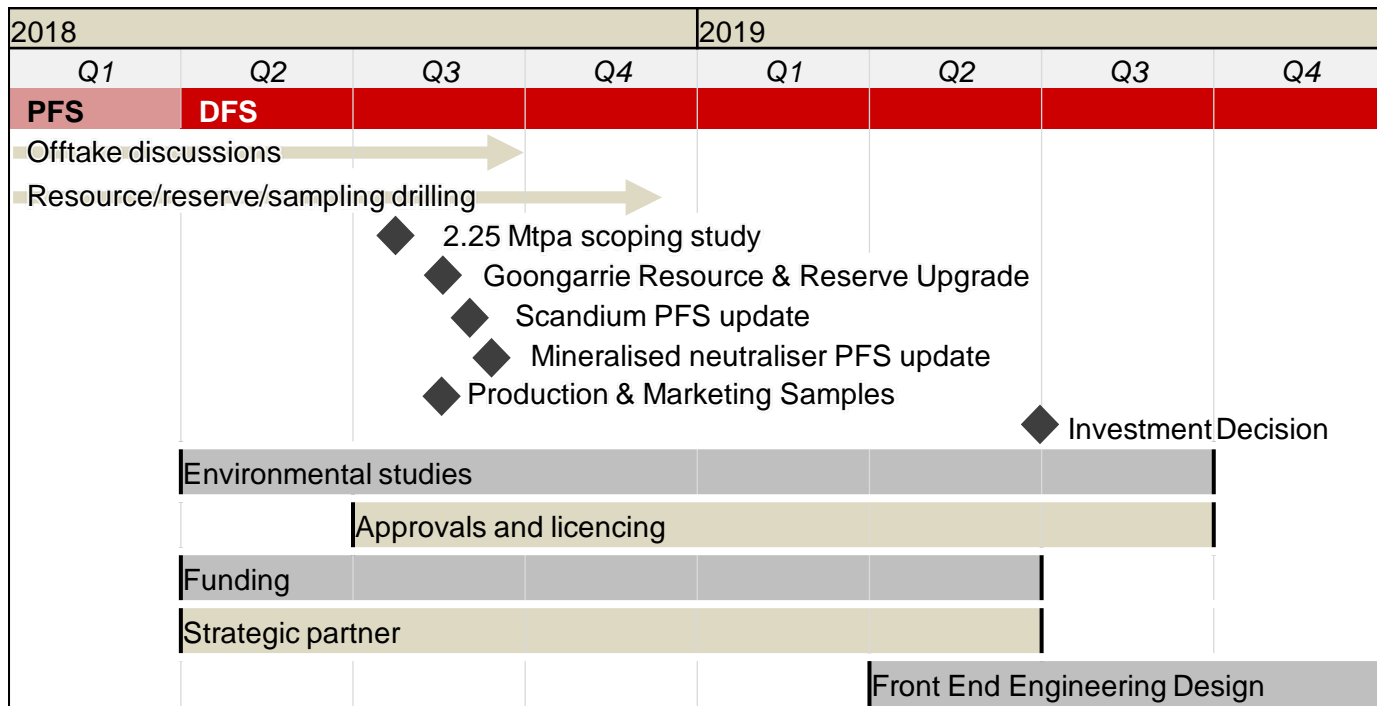 2018 2019
Q1 Q2 Q3 Q4 Q1 Q2 Q3 Q4
PFS DFS
Offtake discussions
Resource/reserve/sampling drilling
2.25 Mtpa scoping study
Goongarrie Resource & Reserve Upgrade
Scandium PFS update
Mineralised neutraliser PFS update
Production & Marketing Samples
Investment Decision
Environmental studies
Approvals and licencing
Funding
Strategic partner
Front End Engineering Design